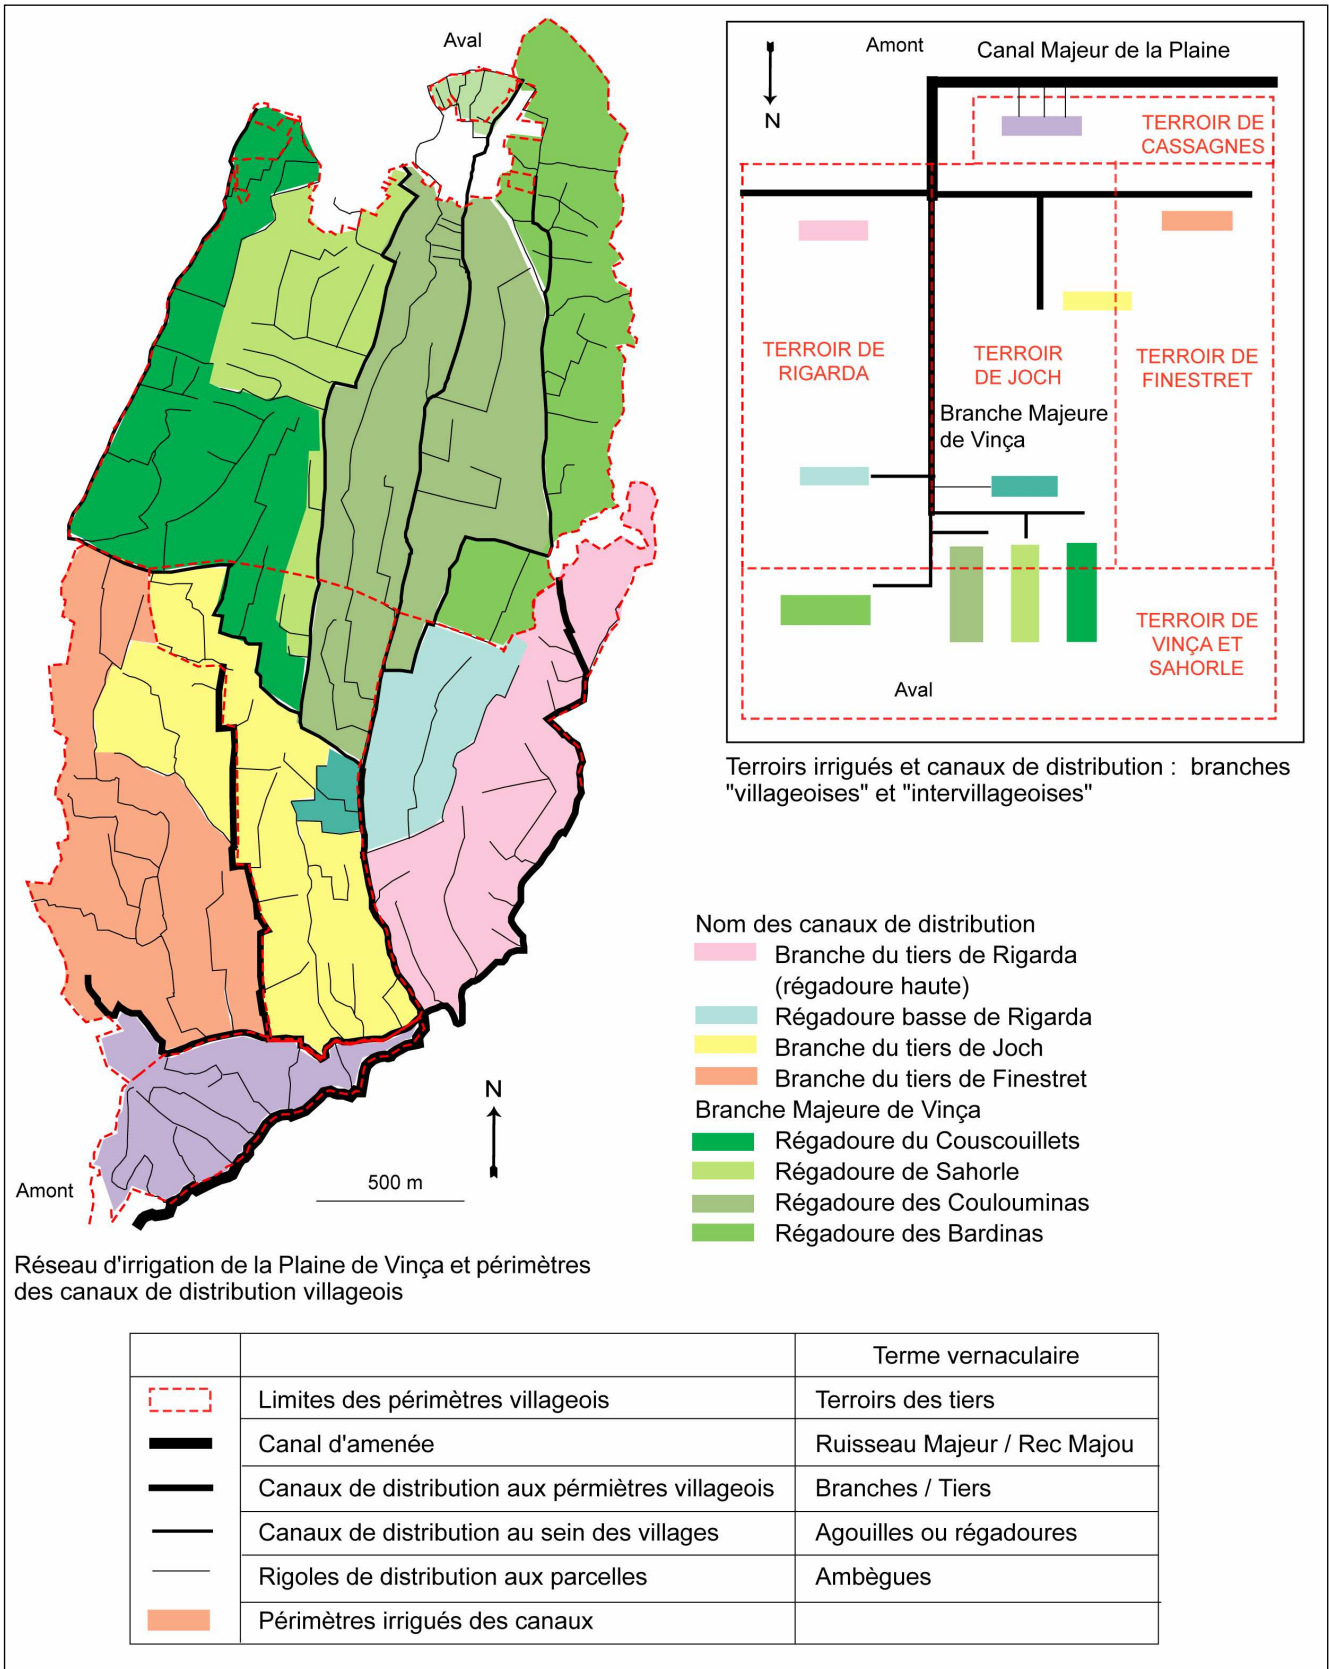 Aval
Amont
N
500 m
Réseau d'irrigation de la Plaine de Vinça et périmètres
des canaux de distribution villageois
Amont
Canal Majeur de la Plaine
N
TERROIR DE
CASSAGNES
TERROIR DE
RIGARDA
TERROIR
DE JOCH
TERROIR DE
FINESTRET
Branche Majeure
de Vinça
TERROIR DE
VINÇA ET
SAHORLE
Aval
Terroirs irrigués et canaux de distribution : branches
"villageoises" et "intervillageoises"
Nom des canaux de distribution
Branche du tiers de Rigarda
(régadoure haute)
Régadoure basse de Rigarda
Branche du tiers de Joch
Branche du tiers de Finestret
Branche Majeure de Vinça
Régadoure du Couscouillets
Régadoure de Sahorle
Régadoure des Coulouminas
Régadoure des Bardinas
Terme vernaculaire
Limites des périmètres villageois Terroirs des tiers
Canal d'amenée Ruisseau Majeur / Rec Majou
Canaux de distribution aux pérmiètres villageois Branches / Tiers
Canaux de distribution au sein des villages Agouilles ou régadoures
Rigoles de distribution aux parcelles Ambègues
Périmètres irrigués des canaux